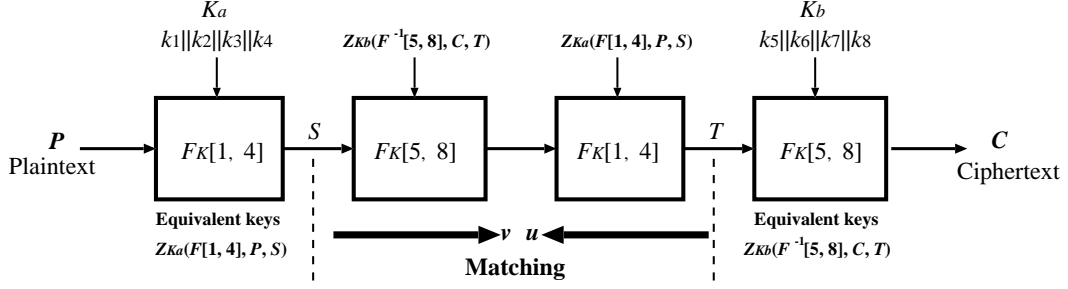 Ka
k1||k2||k3||k4
ZKb(F -1[5, 8], C, T)
ZKa(F[1, 4], P, S)
Kb
k5||k6||k7||k8
P
Plaintext
FK[1, 4]
S
FK[5, 8]
FK[1, 4]
T
FK[5, 8]
C
Ciphertext
Equivalent keys
ZKa(F[1, 4], P, S)
v u
Matching
Equivalent keys
ZKb(F -1[5, 8], C, T)